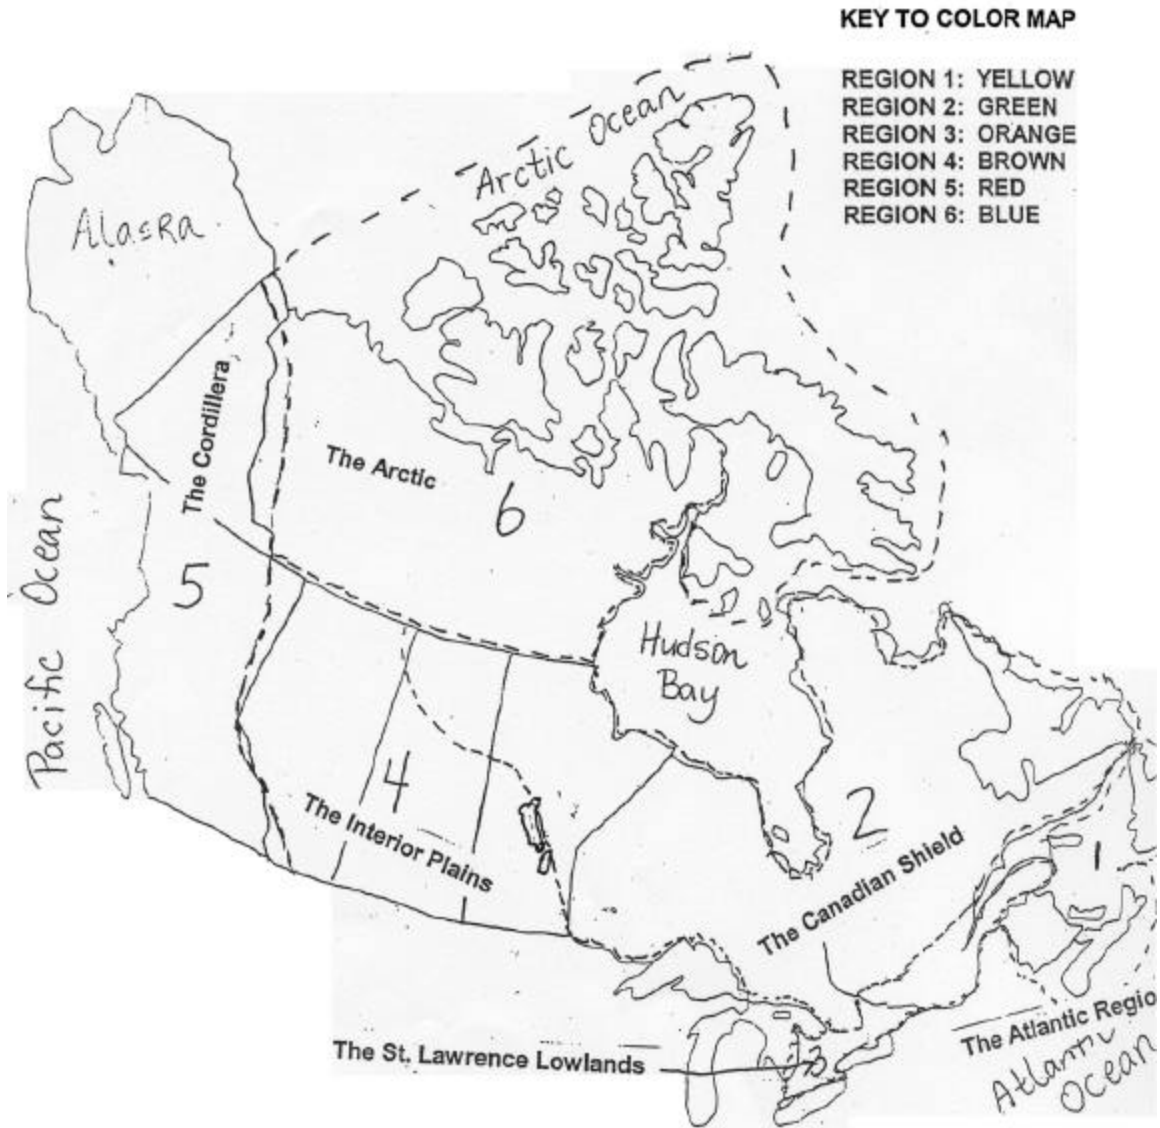 KEY TO COLOR MAP
REGION 1: YELLOW
REGION 2: GREEN
REGION 3: ORANGE
REGION 4: BROWN
REGION 5: RED
REGION 6: BLUE
Arctic Ocean
Alaska
The Cordillera
The Arctic
6
5
Pacific Ocean
Hudson
Bay
4
The Interior Plains
2
The Canadian Shield
1
The St. Lawrence Lowlands
3
The Atlantic Regio
Atlantic
Ocean